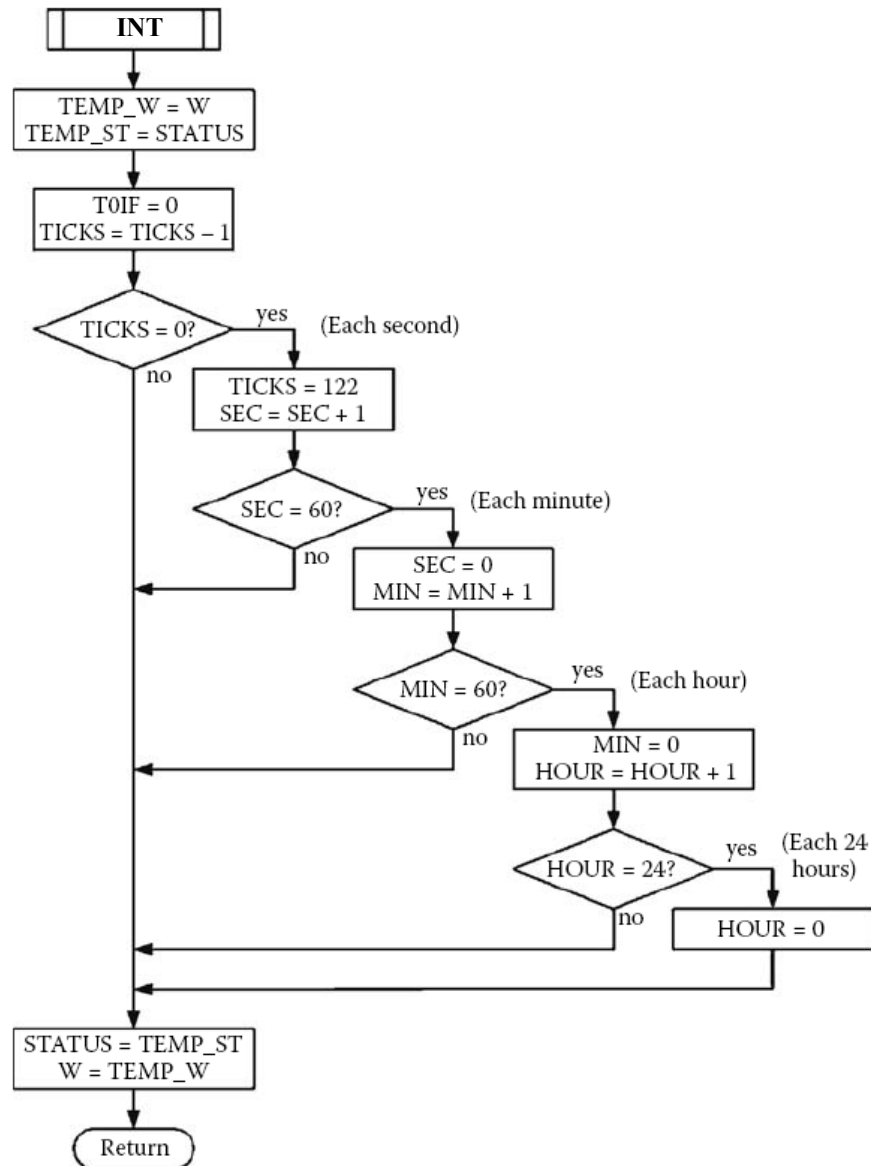 INT
TEMP_W = W
TEMP_ST = STATUS
T0IF = 0
TICKS = TICKS – 1
TICKS = 0?
yes
(Each second)
no
TICKS = 122
SEC = SEC + 1
SEC = 60?
yes
(Each minute)
no
SEC = 0
MIN = MIN + 1
MIN = 60?
yes
(Each hour)
no
MIN = 0
HOUR = HOUR + 1
HOUR = 24?
yes
(Each 24
hours)
no
HOUR = 0
STATUS = TEMP_ST
W = TEMP_W
Return